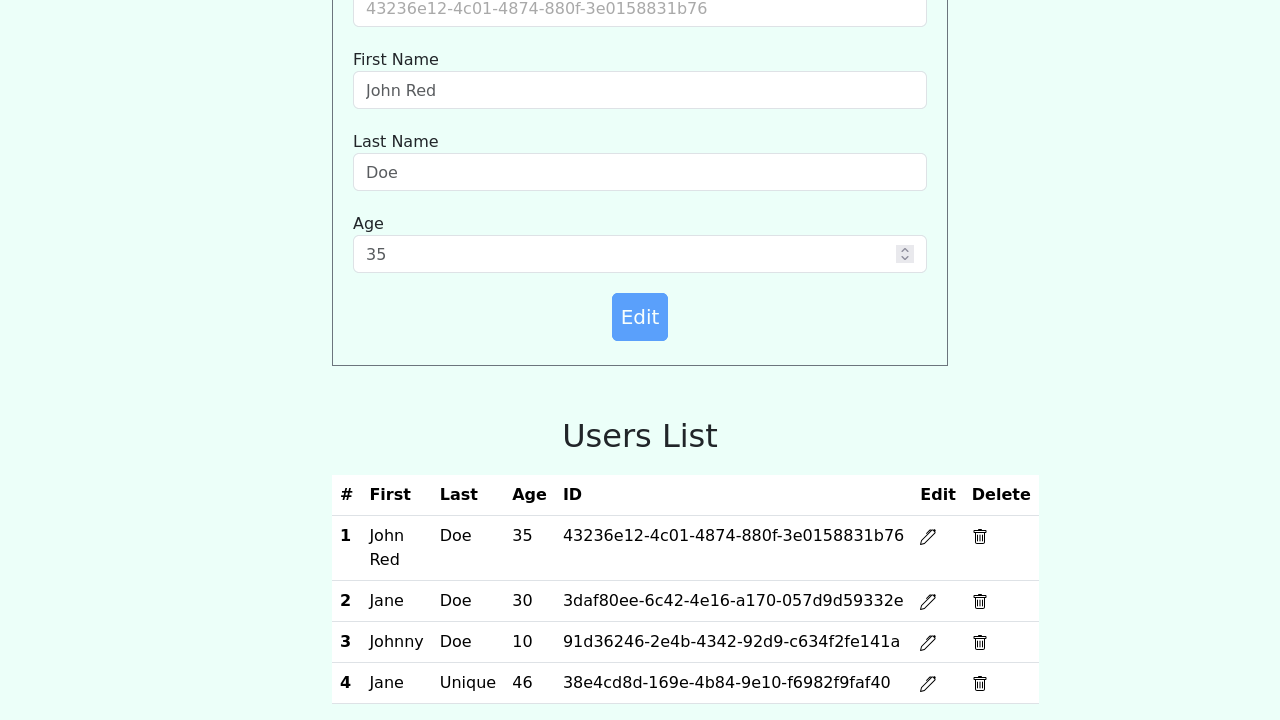 43236e12-4c01-4874-880f-3e0158831b76
First Name
John Red
Last Name
Doe
Age
35
Edit
Users List
# First Last Age ID Edit Delete
1 John Red Doe 35 43236e12-4c01-4874-880f-3e0158831b76
2 Jane Doe 30 3daf80ee-6c42-4e16-a170-057d9d59332e
3 Johnny Doe 10 91d36246-2e4b-4342-92d9-c634f2fe141a
4 Jane Unique 46 38e4cd8d-169e-4b84-9e10-f6982f9faf40